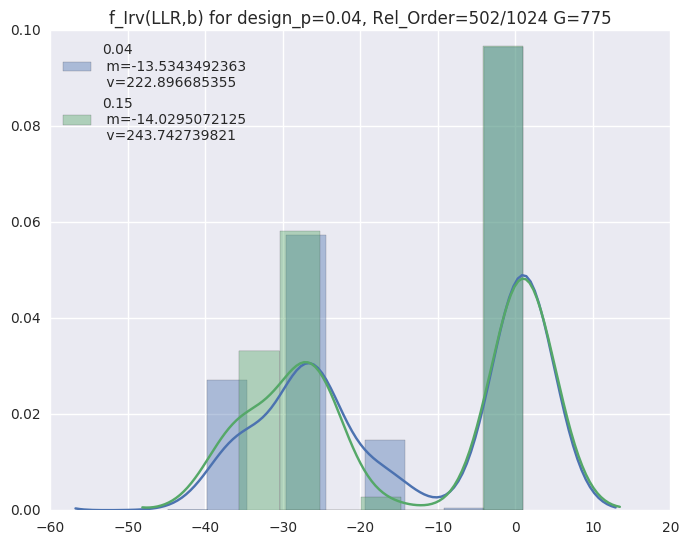 f_Irv(LLR,b) for design_p=0.04, Rel_Order=502/1024 G=775
0.10
0.08
0.06
0.04
0.02
0.00
0.04
m=-13.5343492363
v=222.896685355
0.15
m=-14.0295072125
v=243.742739821
−60 −50 −40 −30 −20 −10 0 10 20